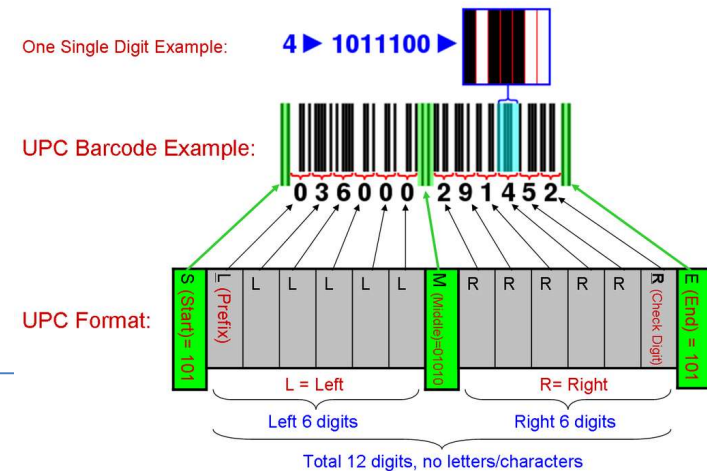 One Single Digit Example:
4 ▶ 1011100 ▶
UPC Barcode Example:
0 3 6 0 0 0 2 9 1 4 5 2
UPC Format:
S (Start)= 101
L (Prefix)
L
L
L
L
L
M (Middle)=01010
R
R
R
R
R
R (Check Digit)
E (End) = 101
L = Left
R= Right
Left 6 digits
Right 6 digits
Total 12 digits, no letters/characters